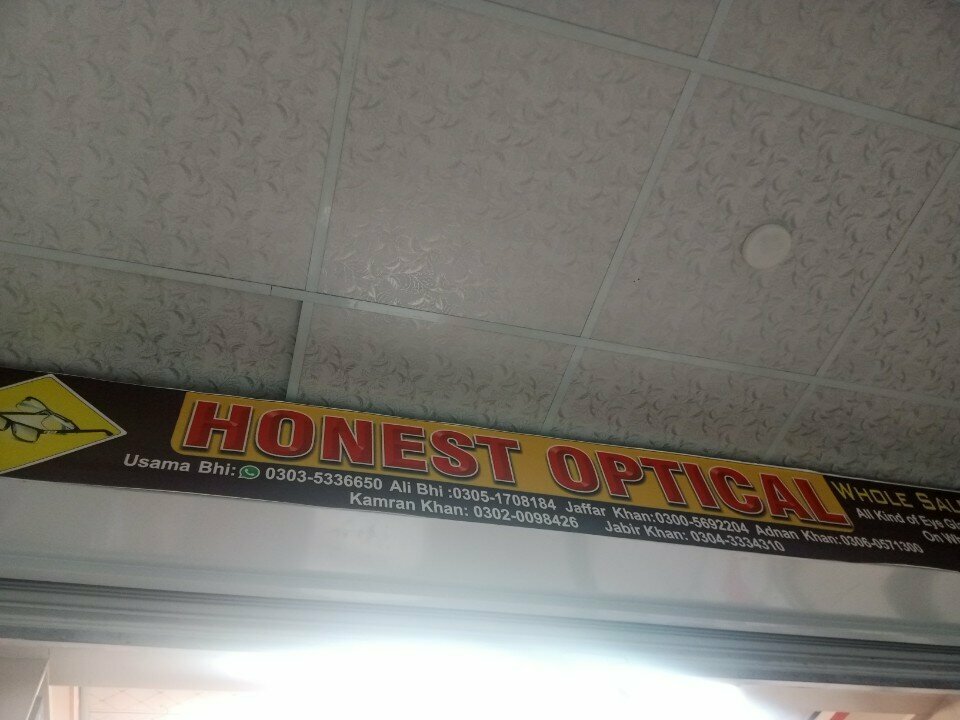 HONEST OPTICAL
Usama Bhi: 0303-5336650 Ali Bhi :0305-1708184 Jaffar Khan:0300-5692204 Adnan Khan:0306-0571300
Kamran Khan: 0302-0098426 Jabir Khan: 0304-3334310
WHOLE
All Kind of Eye
On